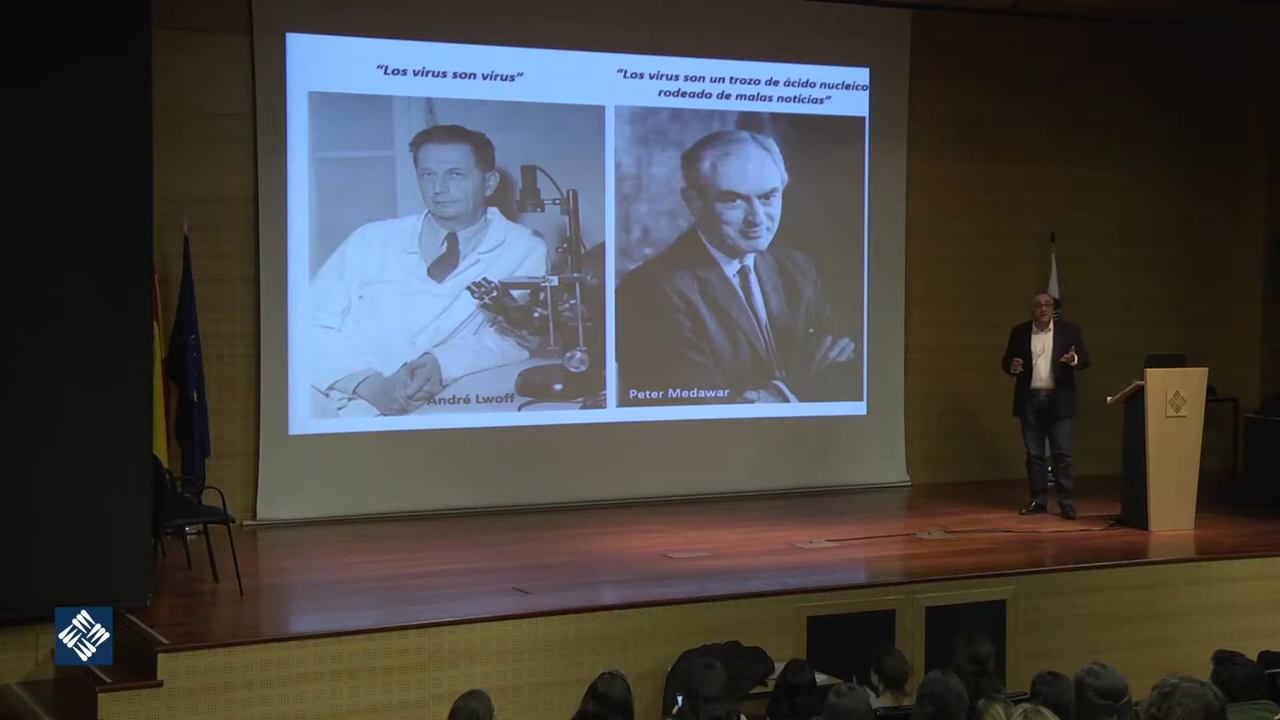 “Los virus son virus”
“Los virus son un trozo de ácido nucleico
rodeado de malas noticias”
André Lwoff
Peter Medawar